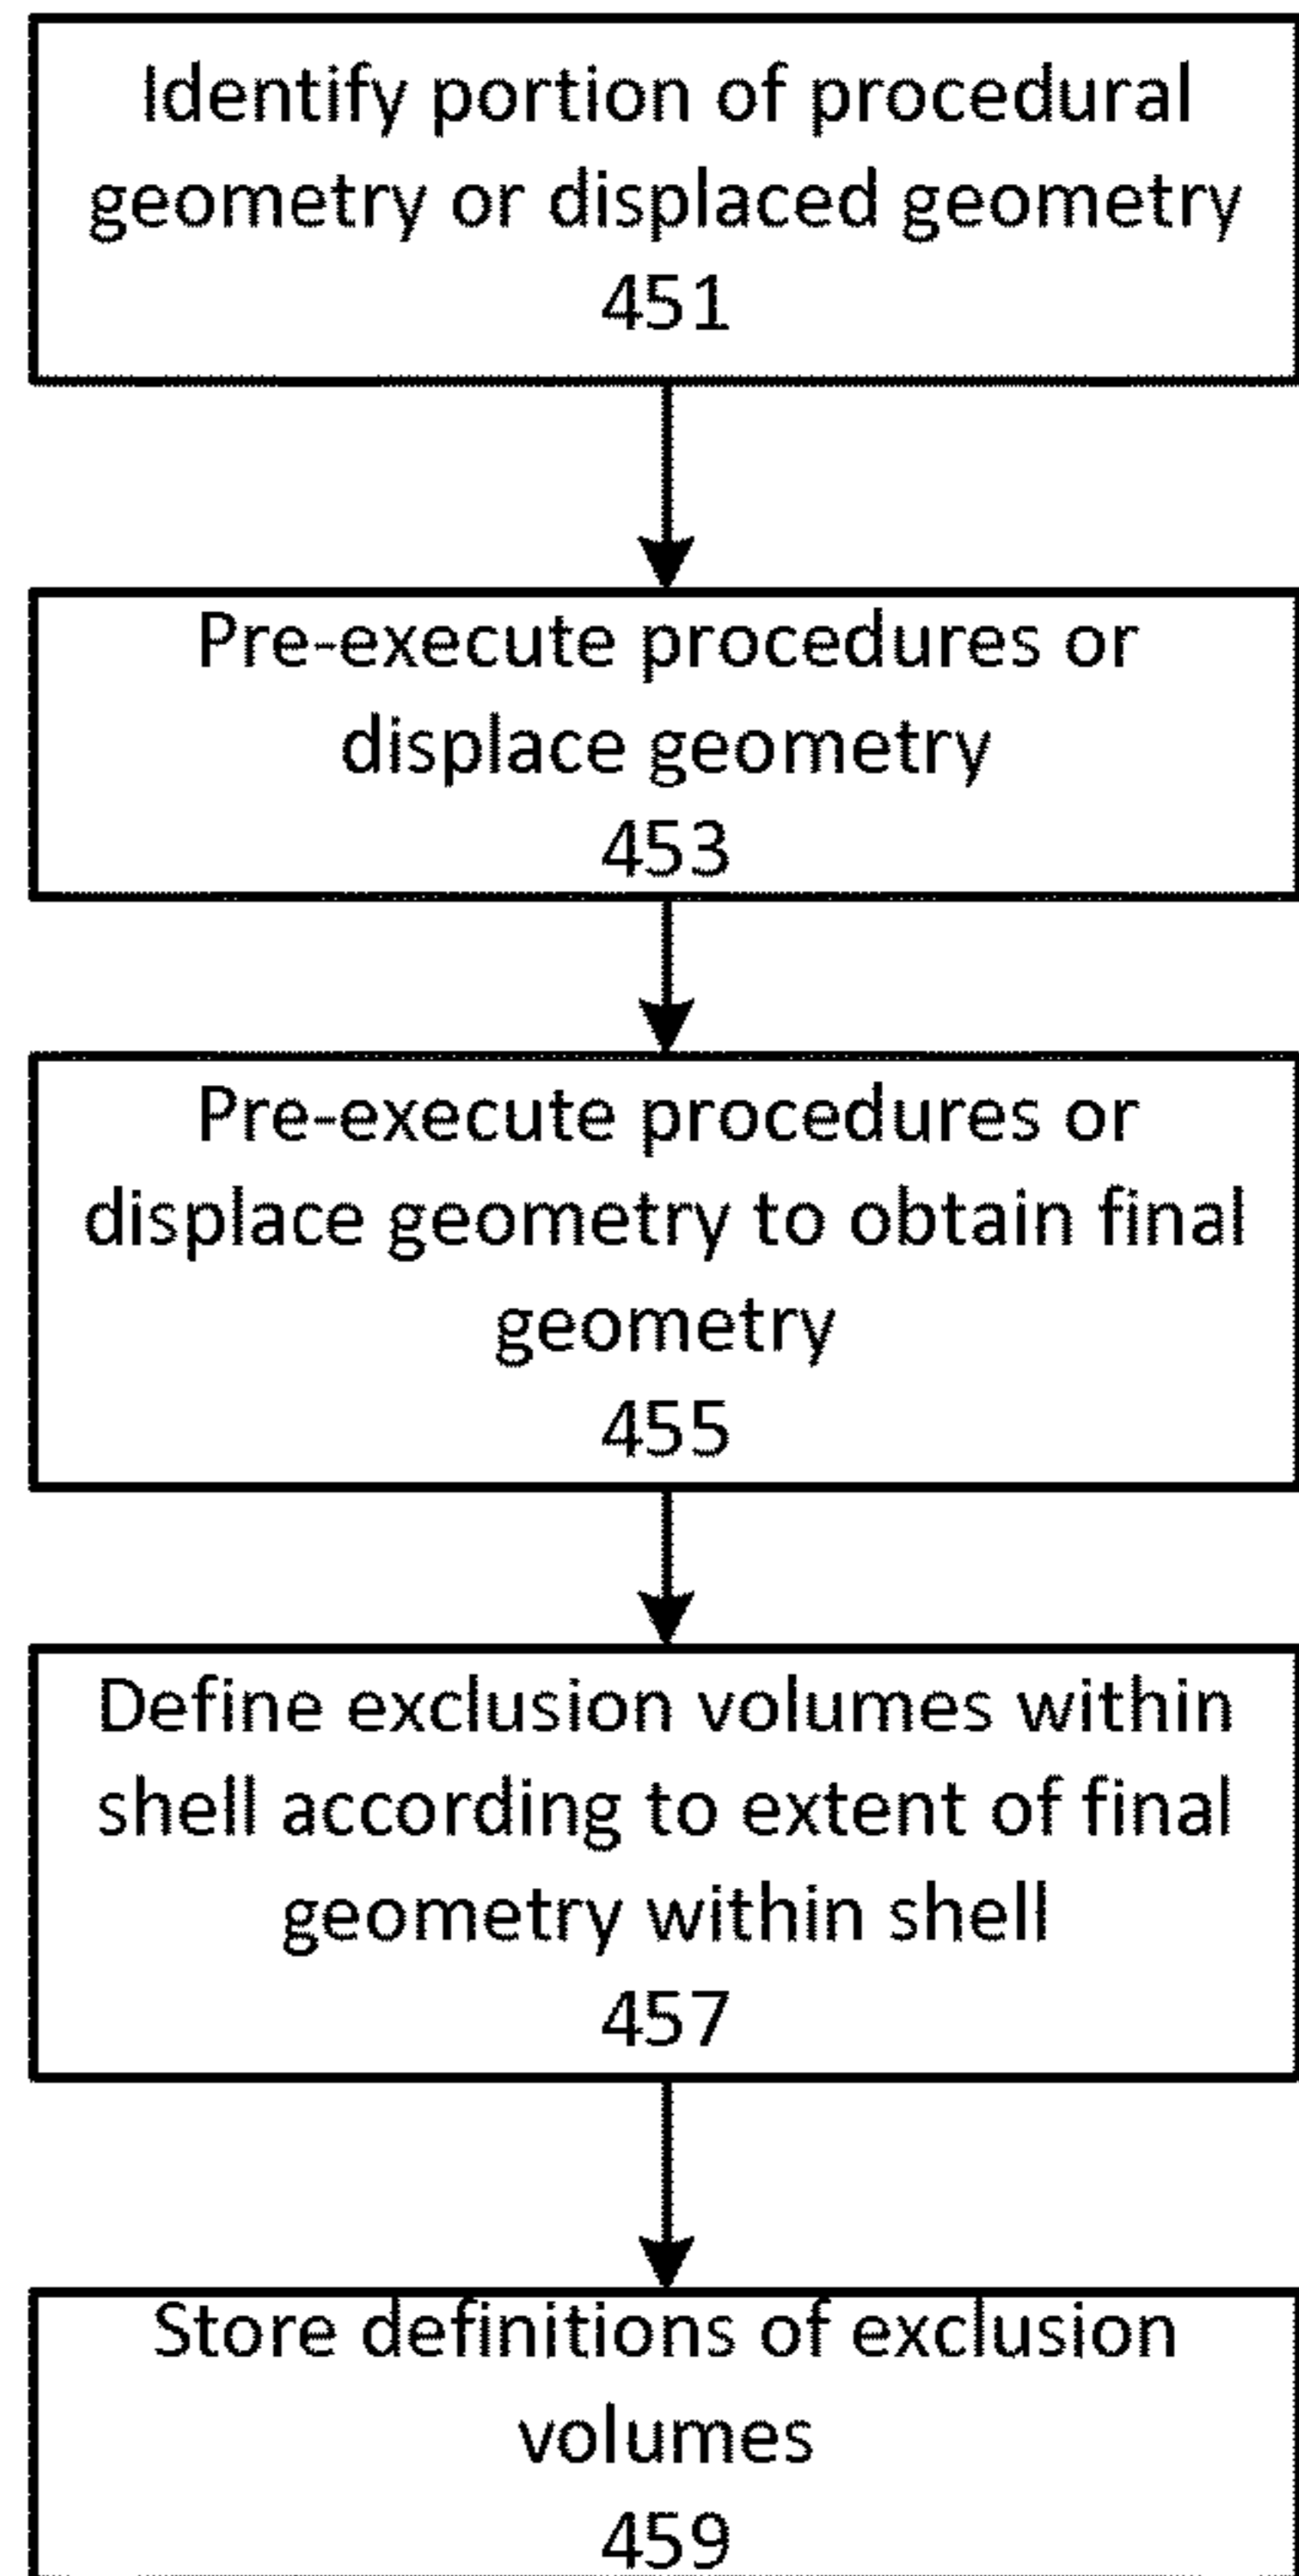 Identify portion of procedural
geometry or displaced geometry
451
Pre-execute procedures or
displace geometry
453
Pre-execute procedures or
displace geometry to obtain final
geometry
455
Define exclusion volumes within
shell according to extent of final
geometry within shell
457
Store definitions of exclusion
volumes
459